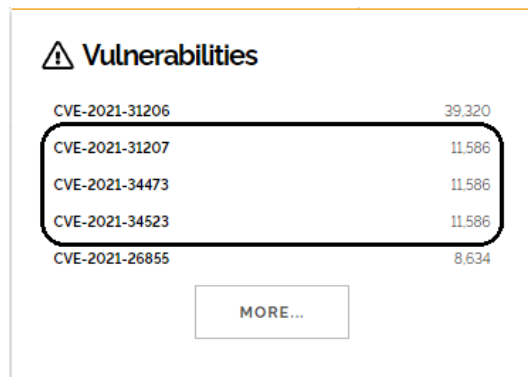 Vulnerabilities
CVE-2021-31206 39,320
CVE-2021-31207 11,586
CVE-2021-34473 11,586
CVE-2021-34523 11,586
CVE-2021-26855 8,634
MORE...